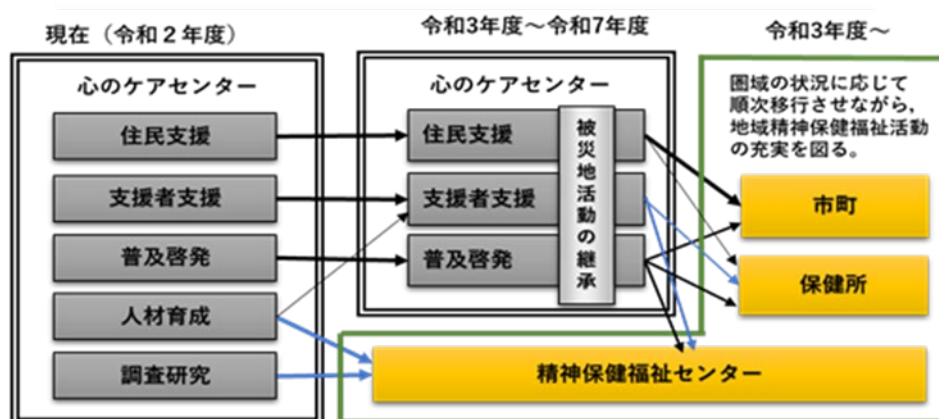 現在（令和２年度）
心のケアセンター
住民支援
支援者支援
普及啓発
人材育成
調査研究
令和3年度～令和7年度
心のケアセンター
住民支援
支援者支援
普及啓発
被災地活動の継承
令和3年度～
圏域の状況に応じて
順次移行させながら，
地域精神保健福祉活動
の充実を図る。
市町
保健所
精神保健福祉センター